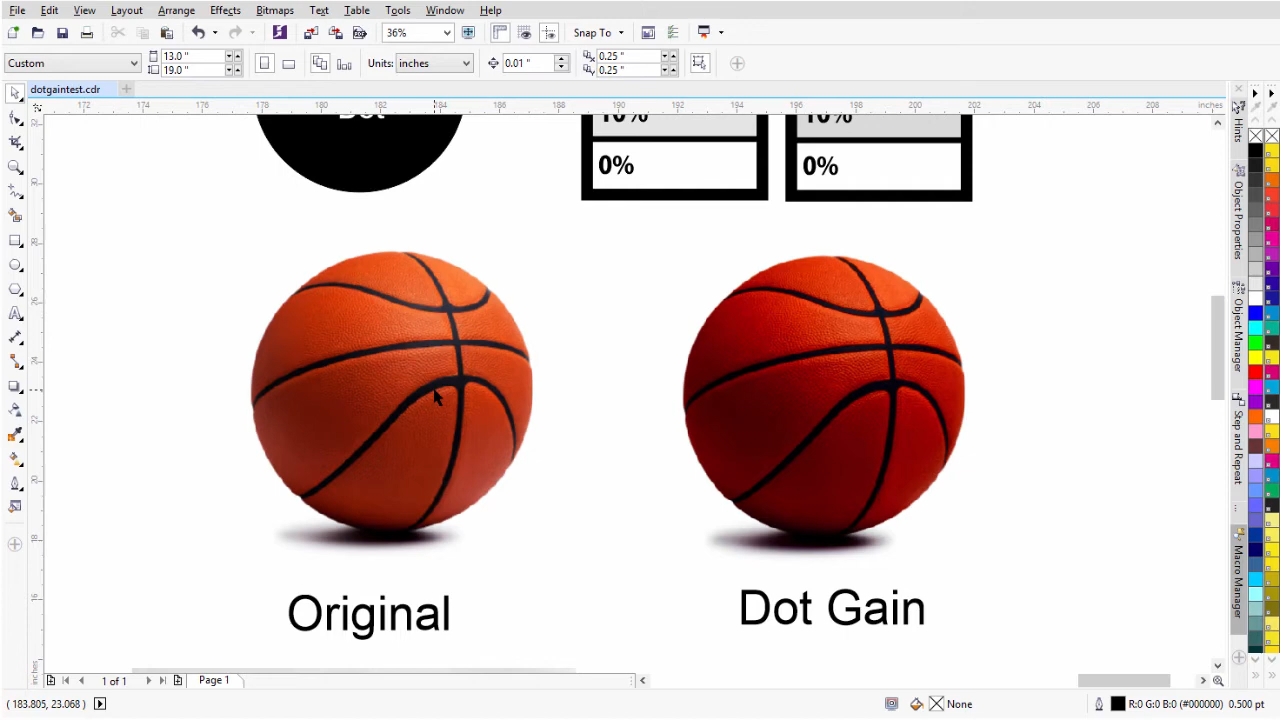 File Edit View Layout Arrange Effects Bitmaps Text Table Tools Window Help
36% Snap To
Custom 13.0 " 19.0 " Units: inches 0.01 " 0.25 " 0.25 "
dotgaintest.cdr
172 174 176 178 180 182 184 186 188 190 192 194 196 198 200 202 204 206 208 inches
Dot
10% 10%
0% 0%
Original
Dot Gain
Hints
Object Properties
Object Manager
Step and Repeat
Macro Manager
inches
1 of 1 Page 1
( 183.805, 23.068 ) None R:0 G:0 B:0 (#000000) 0.500 pt